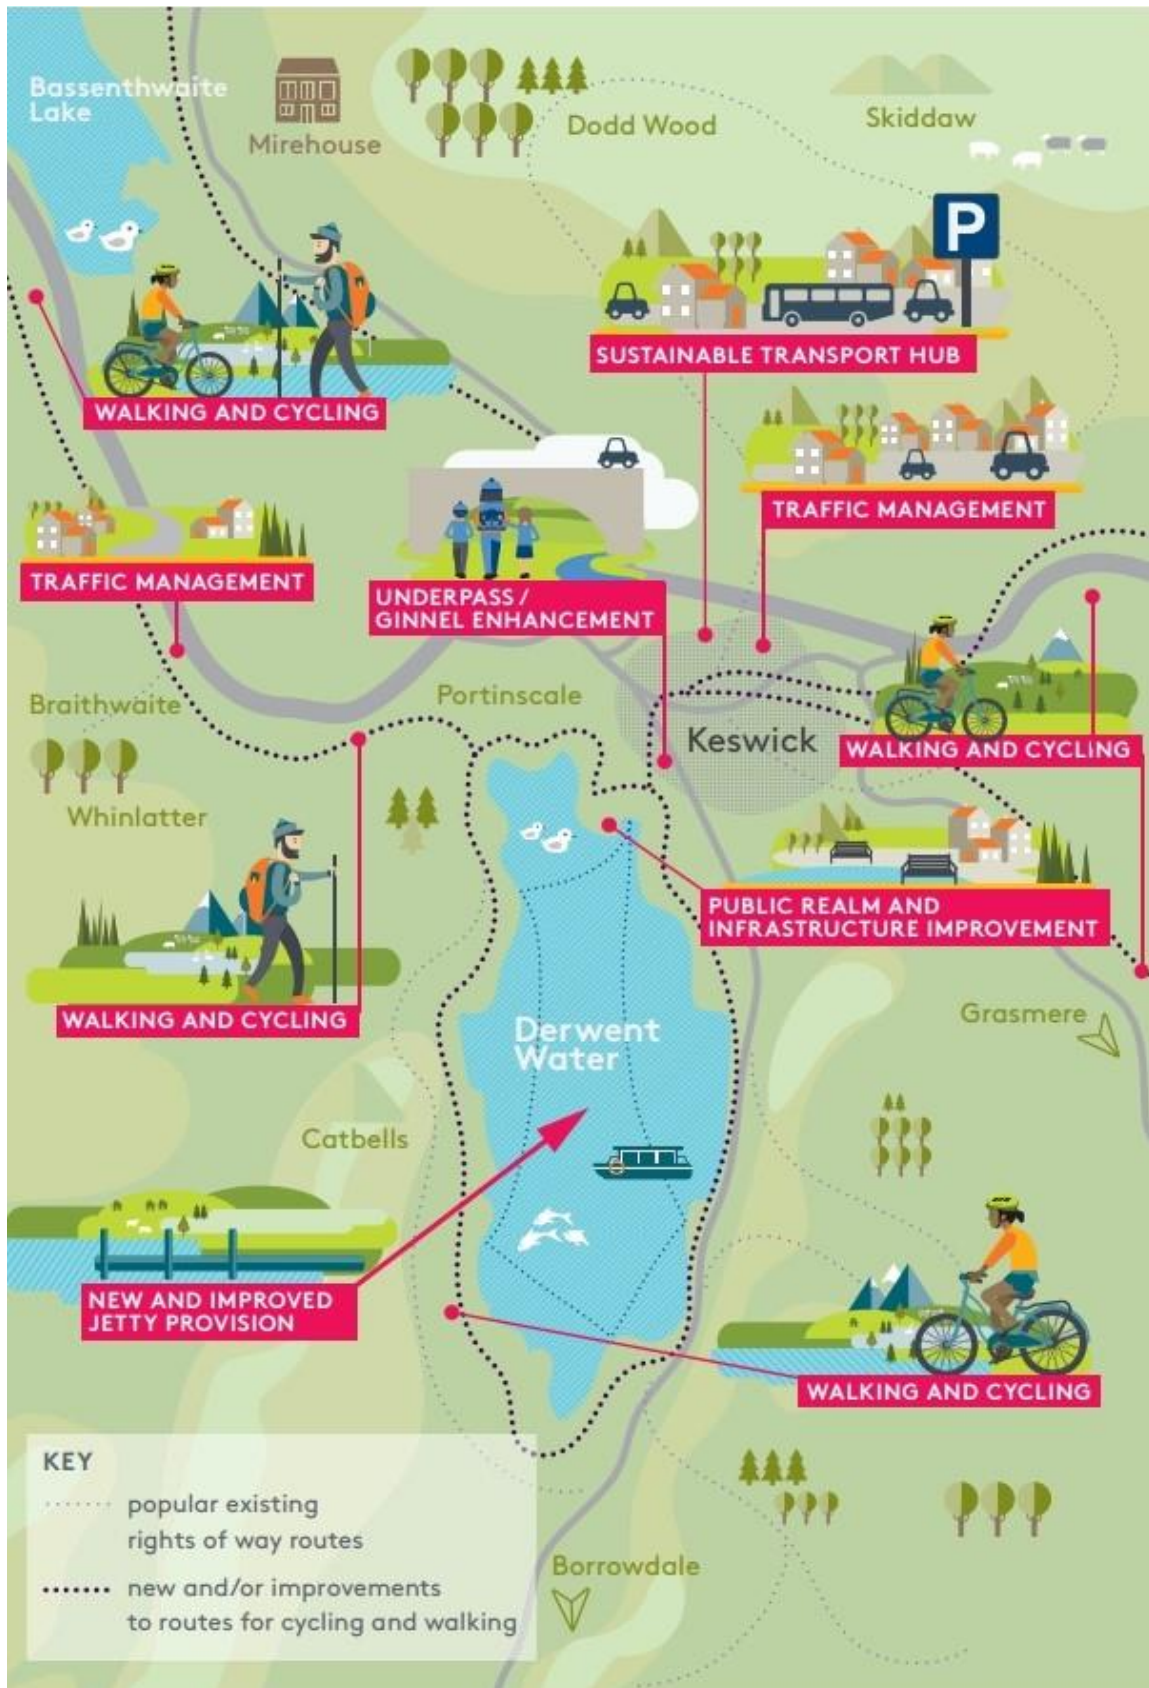 Bassenthwaite
Lake
Mirehouse
Dodd Wood
Skiddaw
P
SUSTAINABLE TRANSPORT HUB
WALKING AND CYCLING
TRAFFIC MANAGEMENT
TRAFFIC MANAGEMENT
UNDERPASS /
GINNEL ENHANCEMENT
Braithwaite
Portinscale
Keswick
WALKING AND CYCLING
Whinlatter
PUBLIC REALM AND
INFRASTRUCTURE IMPROVEMENT
WALKING AND CYCLING
Grasmere
Derwent
Water
Catbells
NEW AND IMPROVED
JETTY PROVISION
WALKING AND CYCLING
KEY
popular existing
rights of way routes
new and/or improvements
to routes for cycling and walking
Borrowdale